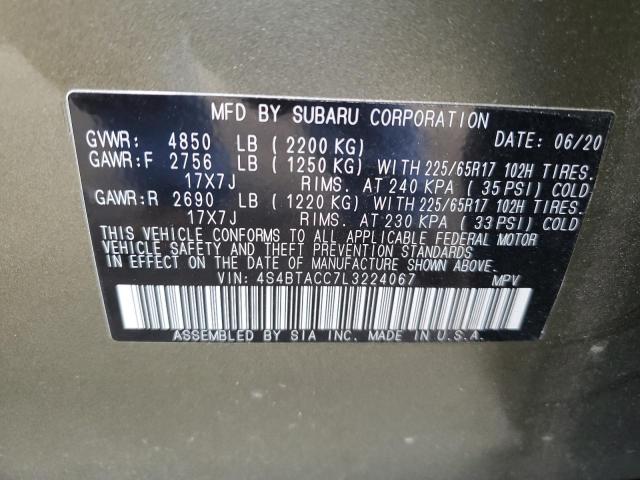 MFD BY SUBARU CORPORATION
GVWR: 4850 LB ( 2200 KG) DATE: 06/20
GAWR:F 2756 LB ( 1250 KG) WITH 225/65R17 102H TIRES.
17X7J RIMS. AT 240 KPA ( 35 PSI) COLD
GAWR:R 2690 LB ( 1220 KG) WITH 225/65R17 102H TIRES.
17X7J RIMS. AT 230 KPA ( 33 PSI) COLD
THIS VEHICLE CONFORMS TO ALL APPLICABLE FEDERAL MOTOR
VEHICLE SAFETY AND THEFT PREVENTION STANDARDS
IN EFFECT ON THE DATE OF MANUFACTURE SHOWN ABOVE.
VIN: 4S4BTACC7L3224067 MPV
ASSEMBLED BY SIA INC. MADE IN U.S.A.